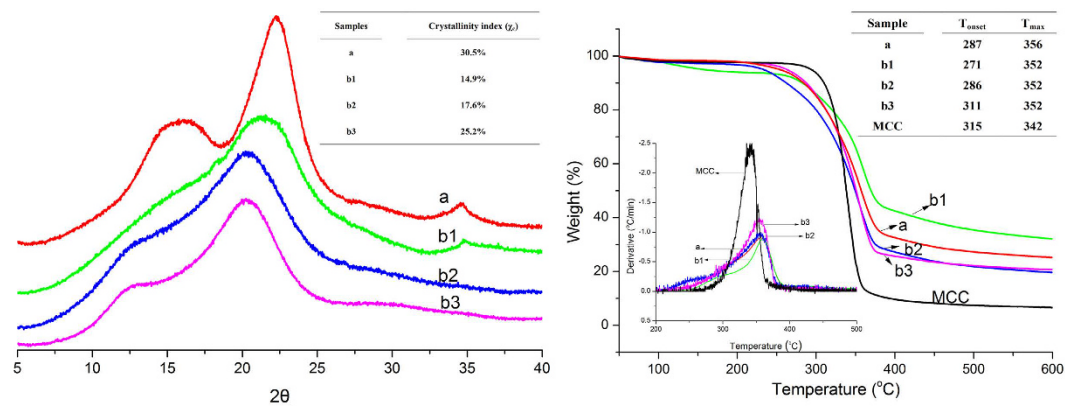 Samples Crystallinity index (χc)
a 30.5%
b1 14.9%
b2 17.6%
b3 25.2%
a
b1
b2
b3
5 10 15 20 25 30 35 40
2θ
Sample Tonset Tmax
a 287 356
b1 271 352
b2 286 352
b3 311 352
MCC 315 342
100
80
60
40
20
0
Weight (%)
-2.5
-2.0
-1.5
-1.0
-0.5
0.0
0.5
Derivative (°C/min)
MCC
b3
b2
a
b1
200 300 400 500
Temperature (°C)
b1
a
b2
b3
MCC
100 200 300 400 500 600
Temperature (°C)